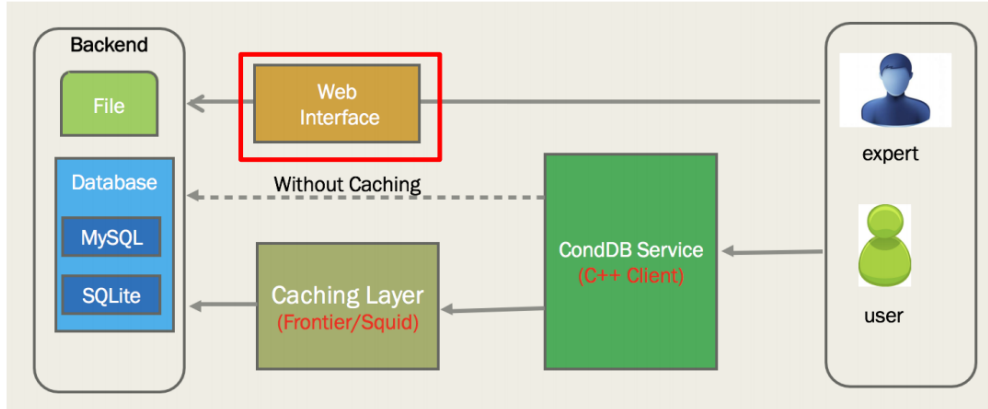 Backend
File
Database
MySQL
SQLite
Web
Interface
Without Caching
Caching Layer
(Frontier/Squid)
CondDB Service
(C++ Client)
expert
user